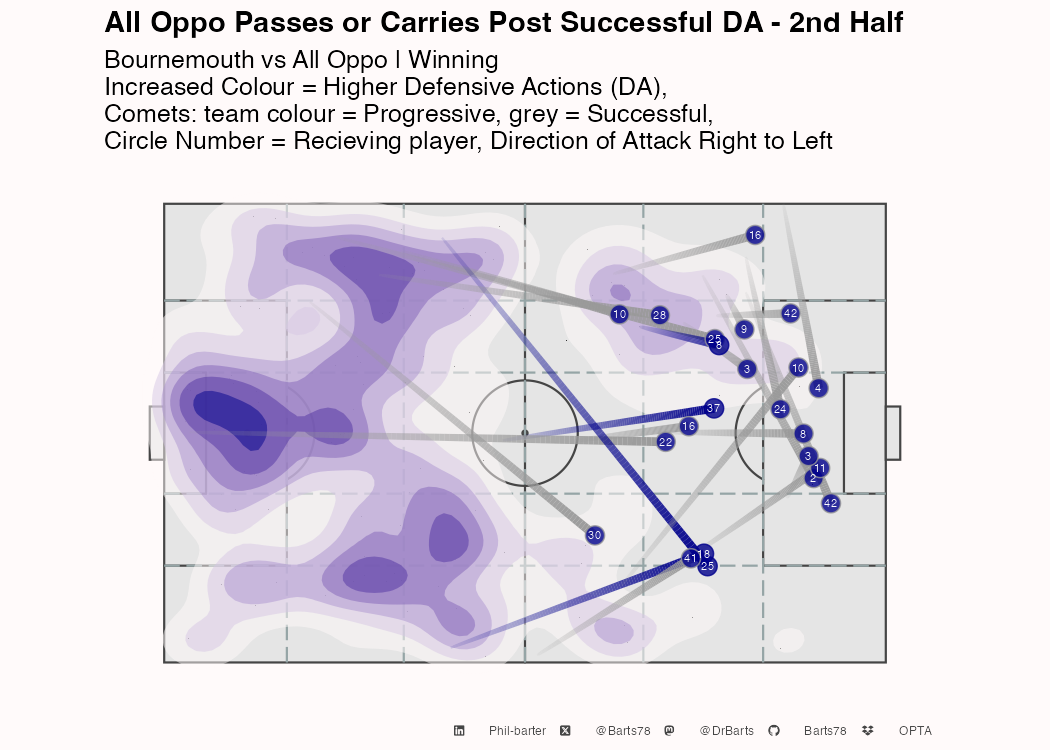 All Oppo Passes or Carries Post Successful DA - 2nd Half
Bournemouth vs All Oppo | Winning
Increased Colour = Higher Defensive Actions (DA),
Comets: team colour = Progressive, grey = Successful,
Circle Number = Recieving player, Direction of Attack Right to Left
16
10
28
42
9
25
8
3
10
4
37
24
16
22
8
3
11
2
42
30
18
41
25
Phil-barter
@Barts78
@DrBarts
Barts78
OPTA